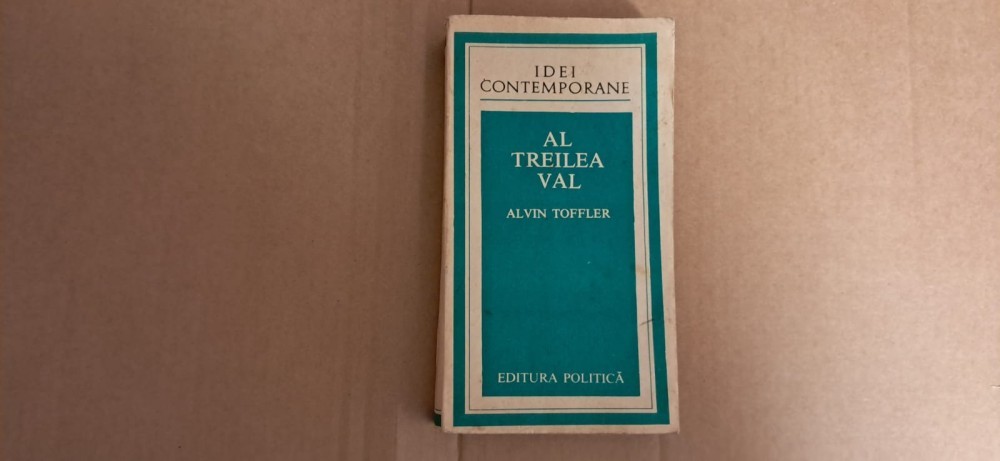 IDEI
CONTEMPORANE
AL
TREILEA
VAL
ALVIN TOFFLER
EDITURA POLITICĂ